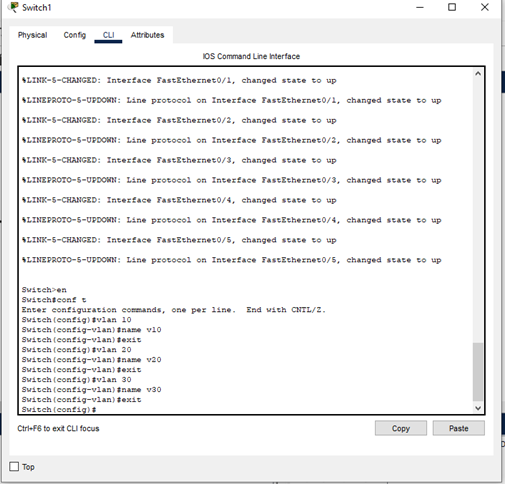 Switch1
Physical Config CLI Attributes
IOS Command Line Interface
%LINK-5-CHANGED: Interface FastEthernet0/1, changed state to up
%LINEPROTO-5-UPDOWN: Line protocol on Interface FastEthernet0/1, changed state to up
%LINK-5-CHANGED: Interface FastEthernet0/2, changed state to up
%LINEPROTO-5-UPDOWN: Line protocol on Interface FastEthernet0/2, changed state to up
%LINK-5-CHANGED: Interface FastEthernet0/3, changed state to up
%LINEPROTO-5-UPDOWN: Line protocol on Interface FastEthernet0/3, changed state to up
%LINK-5-CHANGED: Interface FastEthernet0/4, changed state to up
%LINEPROTO-5-UPDOWN: Line protocol on Interface FastEthernet0/4, changed state to up
%LINK-5-CHANGED: Interface FastEthernet0/5, changed state to up
%LINEPROTO-5-UPDOWN: Line protocol on Interface FastEthernet0/5, changed state to up
Switch>en
Switch#conf t
Enter configuration commands, one per line. End with CNTL/Z.
Switch(config)#vlan 10
Switch(config-vlan)#name v10
Switch(config-vlan)#exit
Switch(config)#vlan 20
Switch(config-vlan)#name v20
Switch(config-vlan)#exit
Switch(config)#vlan 30
Switch(config-vlan)#name v30
Switch(config-vlan)#exit
Switch(config)#
Ctrl+F6 to exit CLI focus
Copy Paste
Top